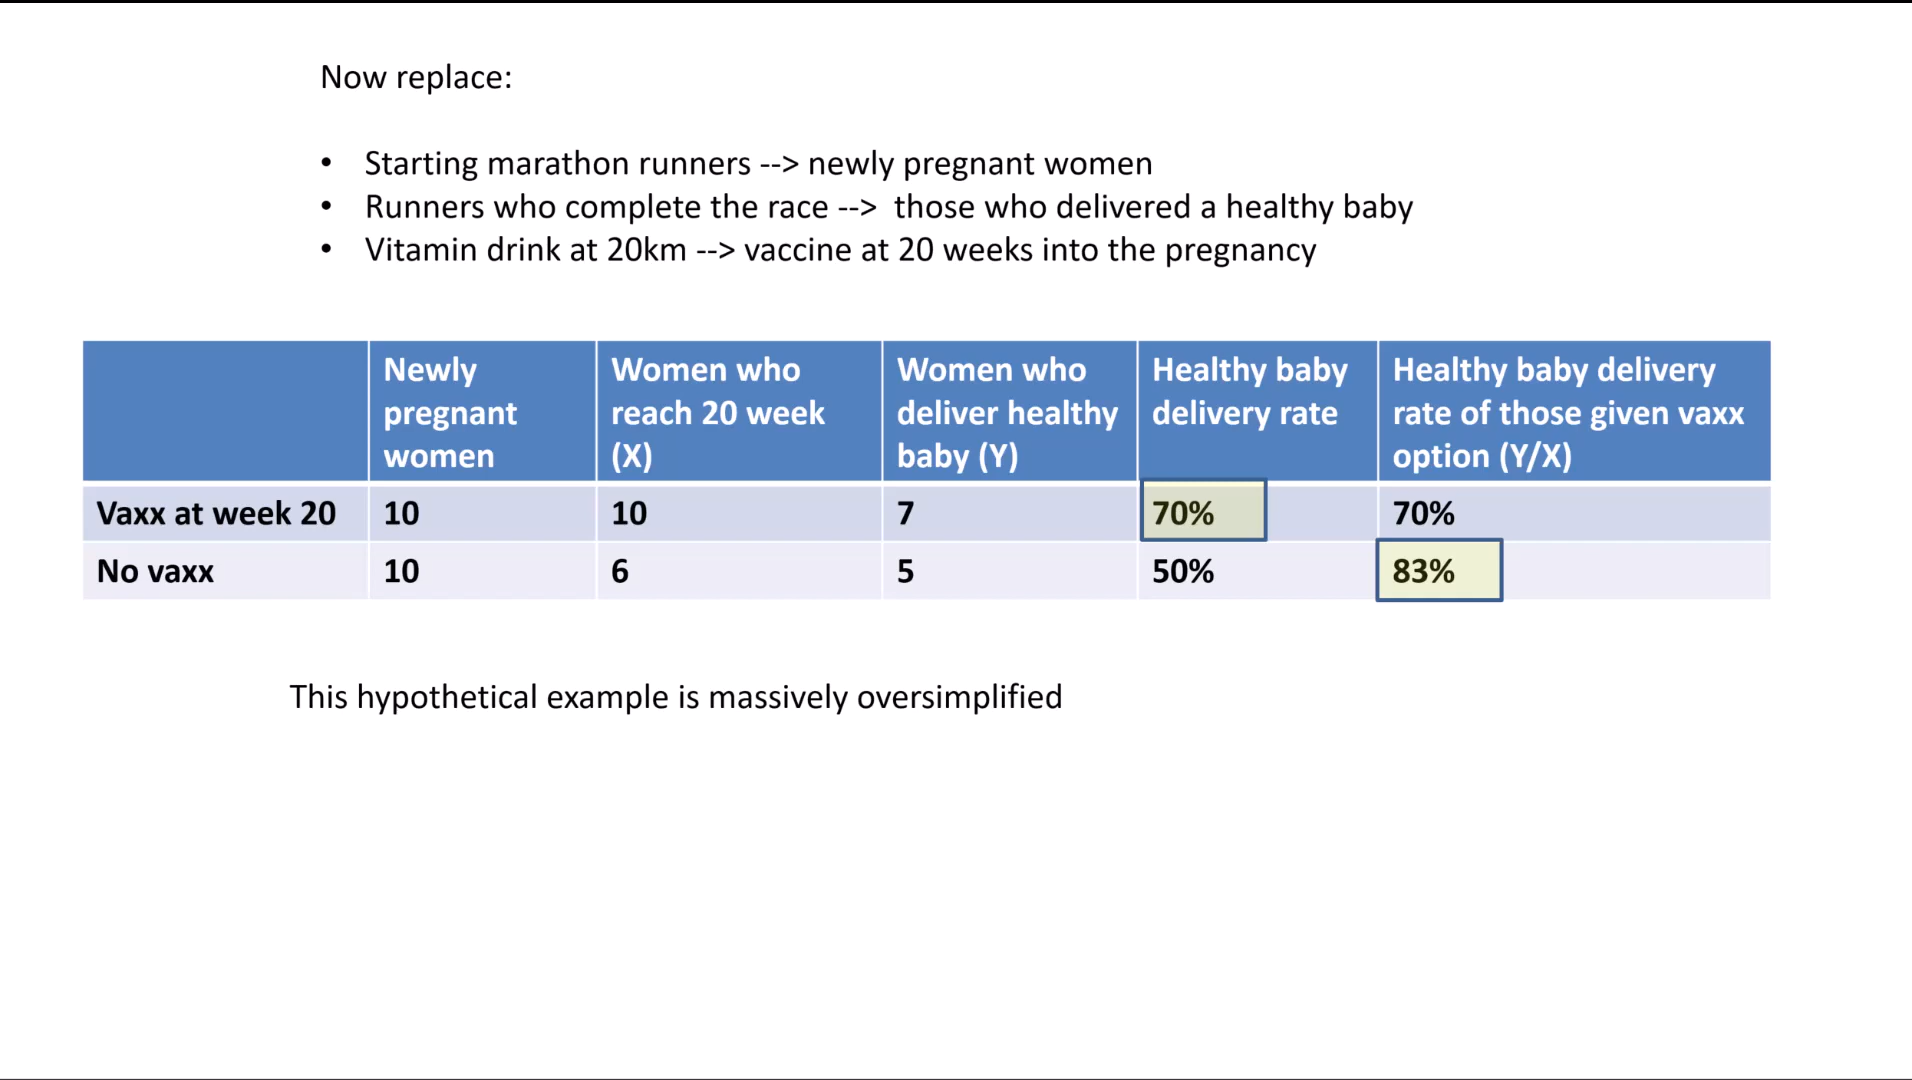 Now replace:
• Starting marathon runners --> newly pregnant women
• Runners who complete the race -->  those who delivered a healthy baby
• Vitamin drink at 20km --> vaccine at 20 weeks into the pregnancy
Newly pregnant women
Women who reach 20 week (X)
Women who deliver healthy baby (Y)
Healthy baby delivery rate
Healthy baby delivery rate of those given vaxx option (Y/X)
Vaxx at week 20 10 10 7 70% 70%
No vaxx 10 6 5 50% 83%
This hypothetical example is massively oversimplified